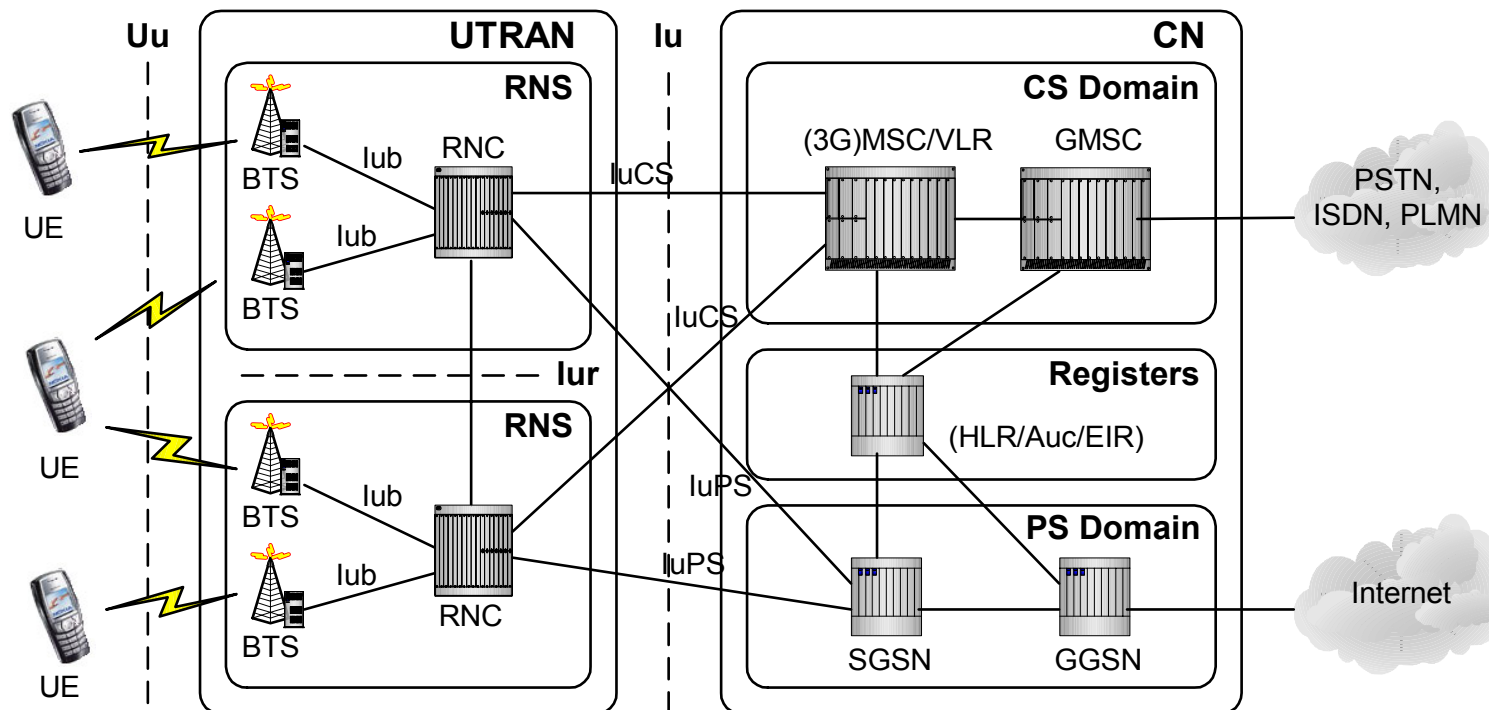 Uu
UTRAN
Iu
CN
RNS
CS Domain
BTS
Iub
RNC
IuCS
(3G)MSC/VLR
GMSC
PSTN,
ISDN, PLMN
UE
BTS
Iub
IuCS
Iur
Registers
(HLR/Auc/EIR)
UE
RNS
BTS
Iub
IuPS
PS Domain
BTS
Iub
RNC
IuPS
SGSN
GGSN
Internet
UE